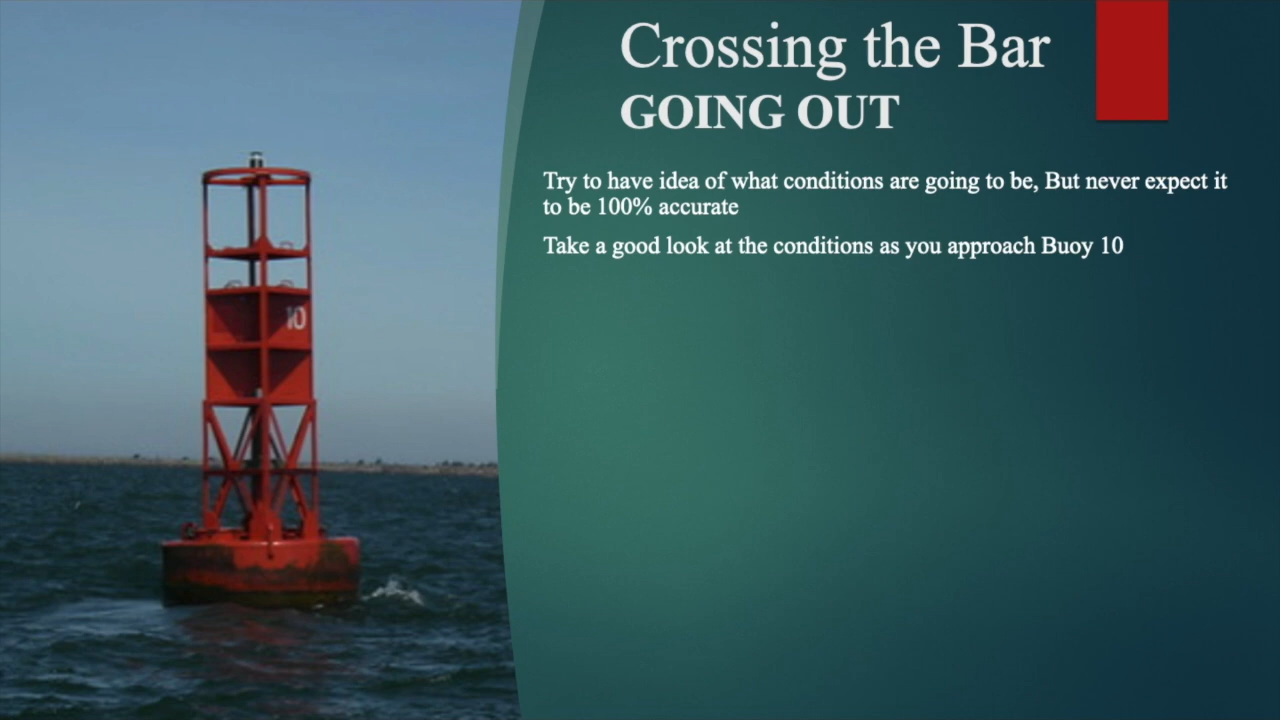 Crossing the Bar
GOING OUT
Try to have idea of what conditions are going to be, But never expect it
to be 100% accurate
Take a good look at the conditions as you approach Buoy 10
10